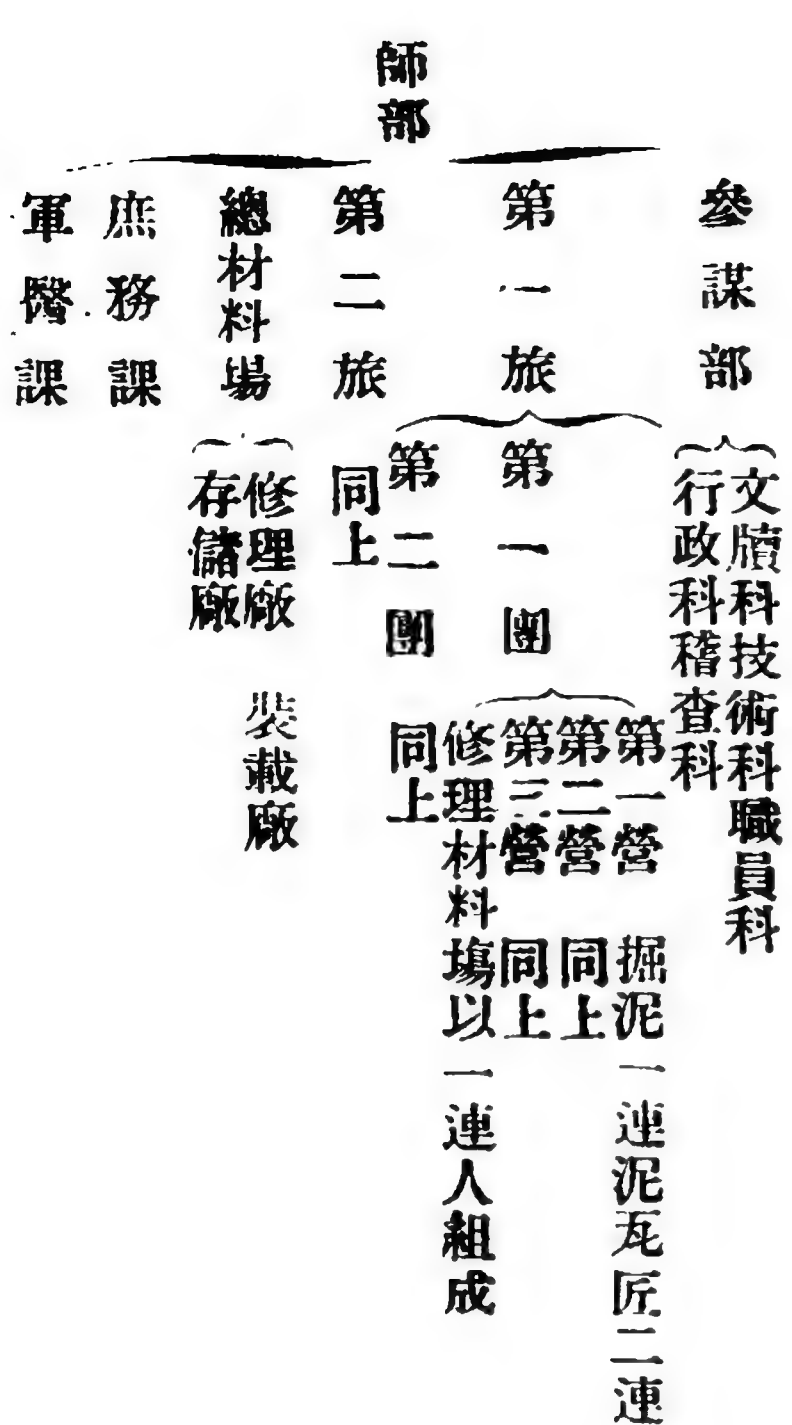 師部
參謀部
文牘科技術科職員科
行政科稽查科
第一旅
第一團
第一營 掘泥一連泥瓦匠二連
第二營 同上
第三營 同上
修理材料塲以一連人組成
第二團 同上
第二旅 同上
總材料塲
修理廠 裝載廠
存儲廠
庶務課
軍醫課